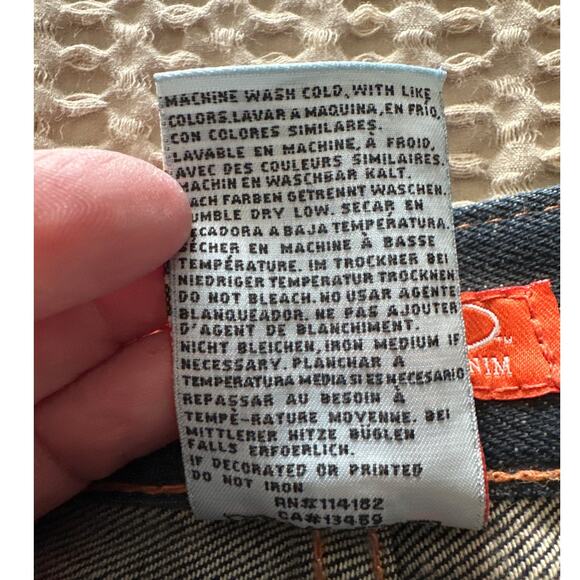 MACHINE WASH COLD, WITH LIKE
COLORS. LAVAR A MAQUINA, EN FRÍO,
CON COLORES SIMILARES.
LAVABLE EN MACHINE, À FROID,
AVEC DES COULEURS SIMILAIRES.
MACHIN EN WASCHBAR KALT.
NACH FARBEN GETRENNT WASCHEN.
TUMBLE DRY LOW. SECAR EN
SECADORA A BAJA TEMPERATURA.
SÉCHER EN MACHINE À BASSE
TEMPÉRATURE. IM TROCKNER BEI
NIEDRIGER TEMPERATUR TROCKNEN
DO NOT BLEACH. NO USAR AGENTE
BLANQUEADOR. NE PAS AJOUTER
D'AGENT DE BLANCHIMENT.
NICHT BLEICHEN. IRON MEDIUM IF
NECESSARY. PLANCHAR A
TEMPERATURA MEDIA SI ES NECESARIO
REPASSAR AU BESOIN À
TEMPÉ-RATURE MOYENNE. BEI
MITTLERER HITZE BÜGLEN
FALLS ERFOERLICH.
IF DECORATED OR PRINTED
DO NOT IRON
RN#114182
CA#13459
NIM